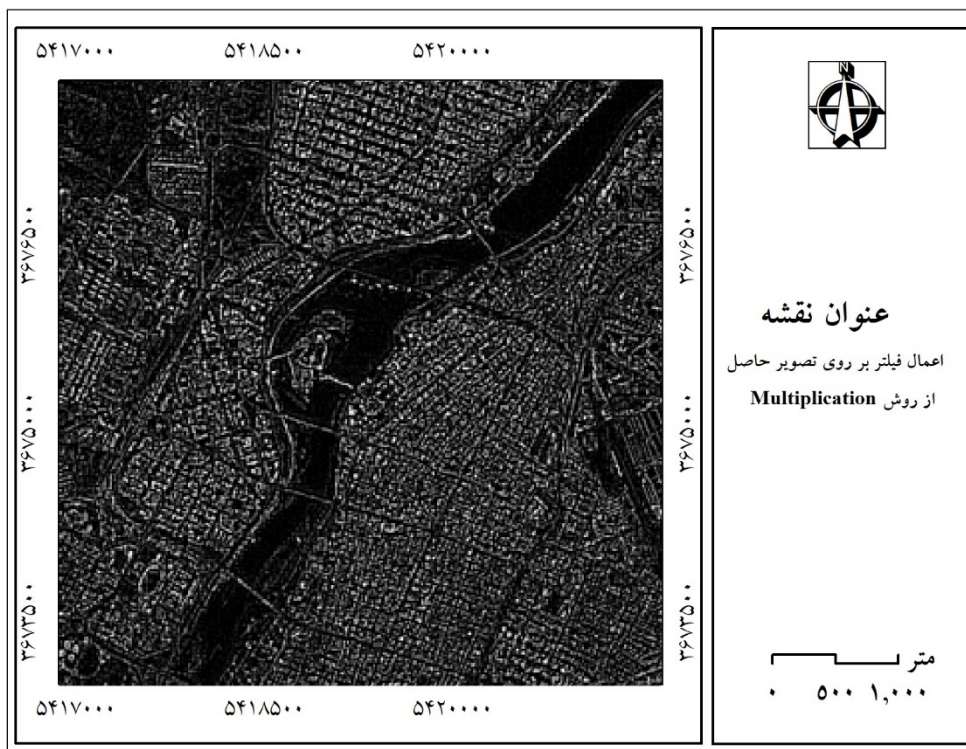 ۵۴۱۷۰۰۰ ۵۴۱۸۵۰۰ ۵۴۲۰۰۰۰
۳۶۷۶۵۰۰ ۳۶۷۶۵۰۰
۳۶۷۵۰۰۰ ۳۶۷۵۰۰۰
۳۶۷۳۵۰۰ ۳۶۷۳۵۰۰
۵۴۱۷۰۰۰ ۵۴۱۸۵۰۰ ۵۴۲۰۰۰۰
N
عنوان نقشه
اعمال فیلتر بر روی تصویر حاصل
از روش Multiplication
متر
۰ ۵۰۰ ۱,۰۰۰